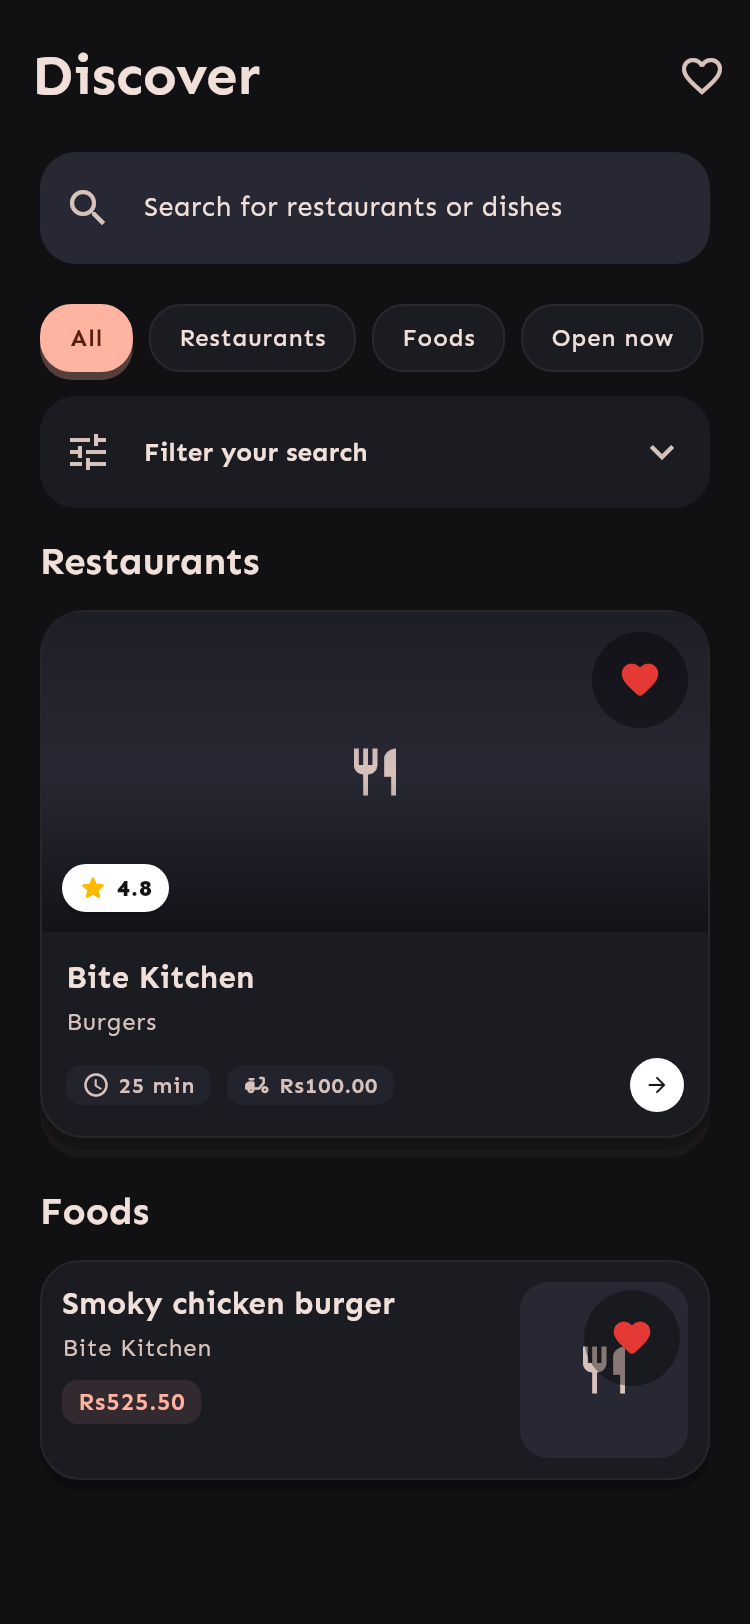 Discover
Search for restaurants or dishes
All
Restaurants
Foods
Open now
Filter your search
Restaurants
4.8
Bite Kitchen
Burgers
25 min
Rs100.00
Foods
Smoky chicken burger
Bite Kitchen
Rs525.50